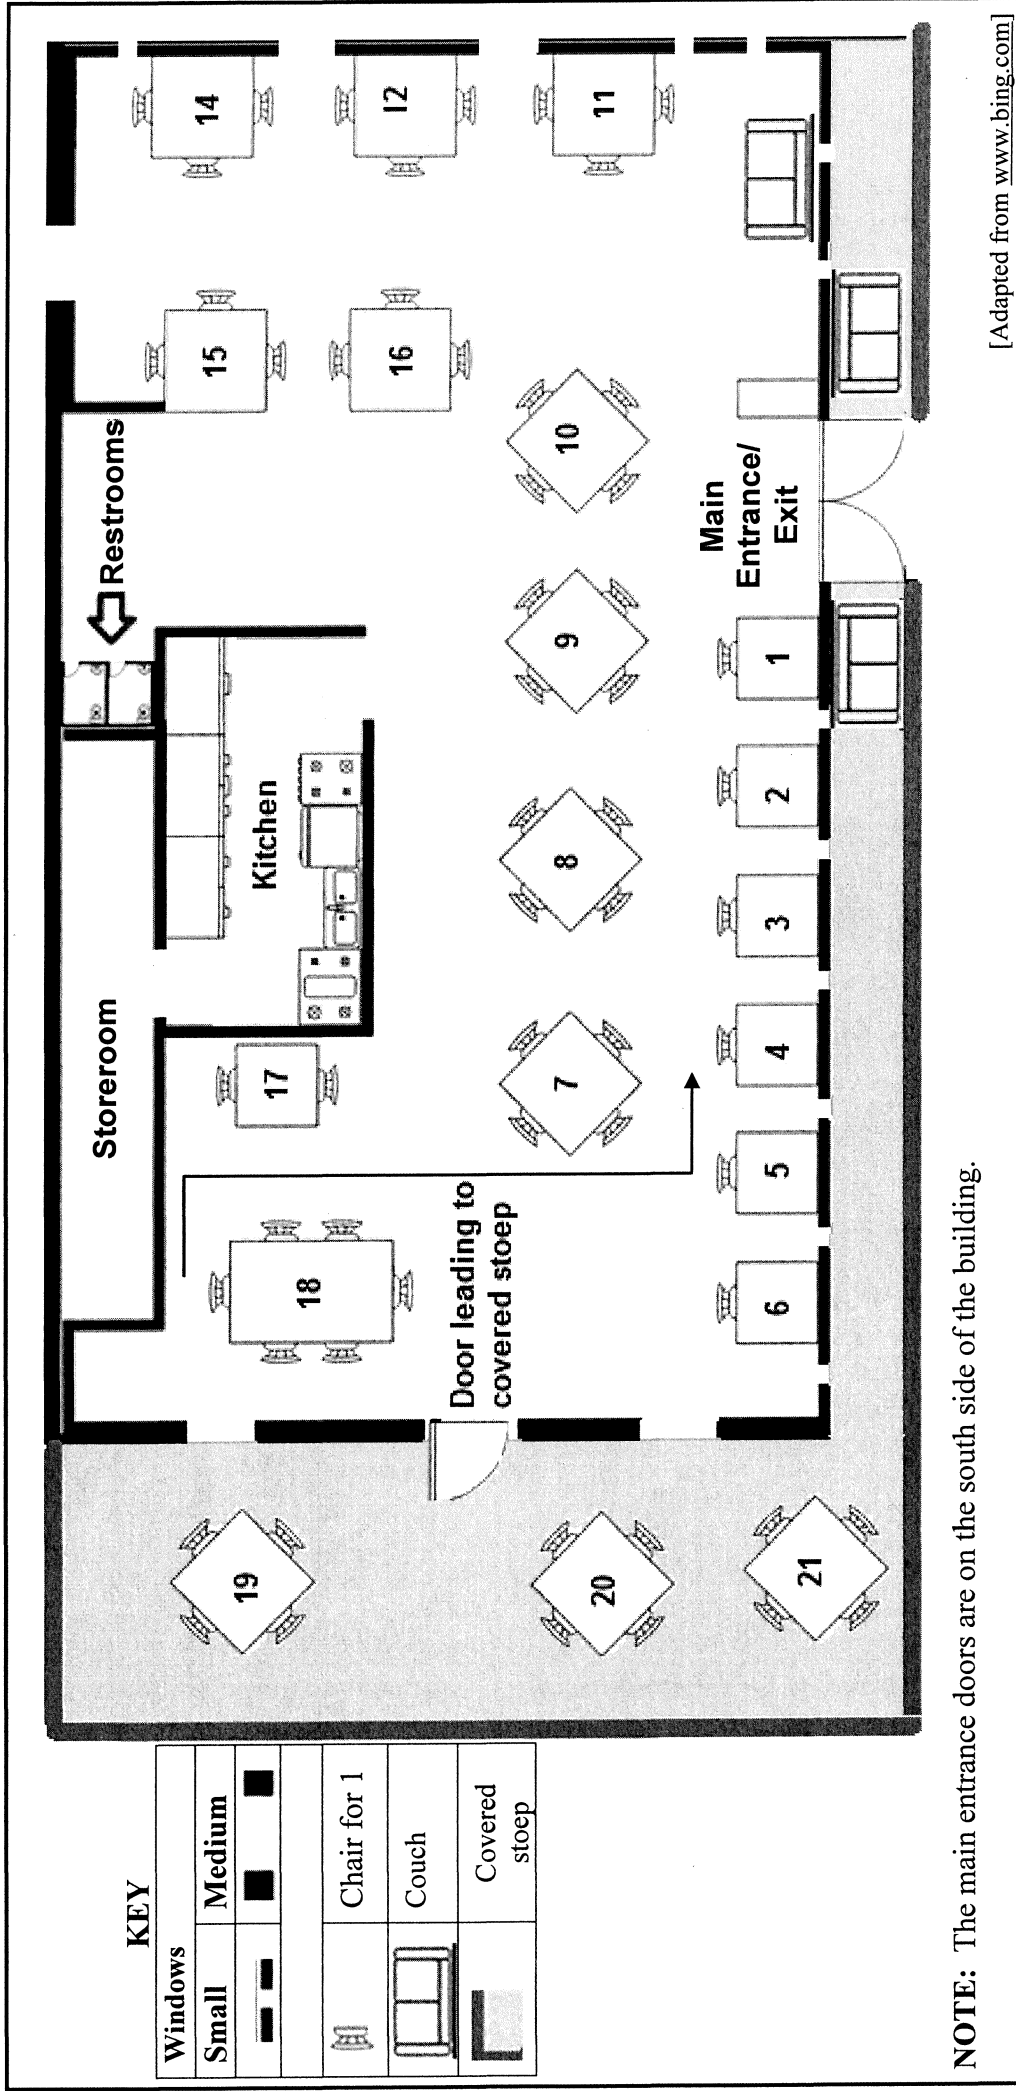 KEY
Windows
Small Medium
Chair for 1
Couch
Covered
stoep
Storeroom
Restrooms
Kitchen
Door leading to
covered stoep
Main
Entrance/
Exit
19
18
17
15
14
16
12
20
7
8
9
10
11
21
6
5
4
3
2
1
NOTE: The main entrance doors are on the south side of the building.
[Adapted from www.bing.com]